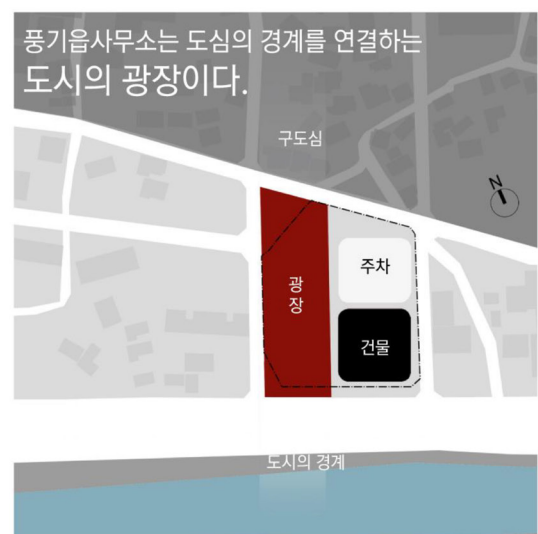 풍기읍사무소는 도심의 경계를 연결하는
도시의 광장이다.
구도심
N
주차
광
장
건물
도시의 경계